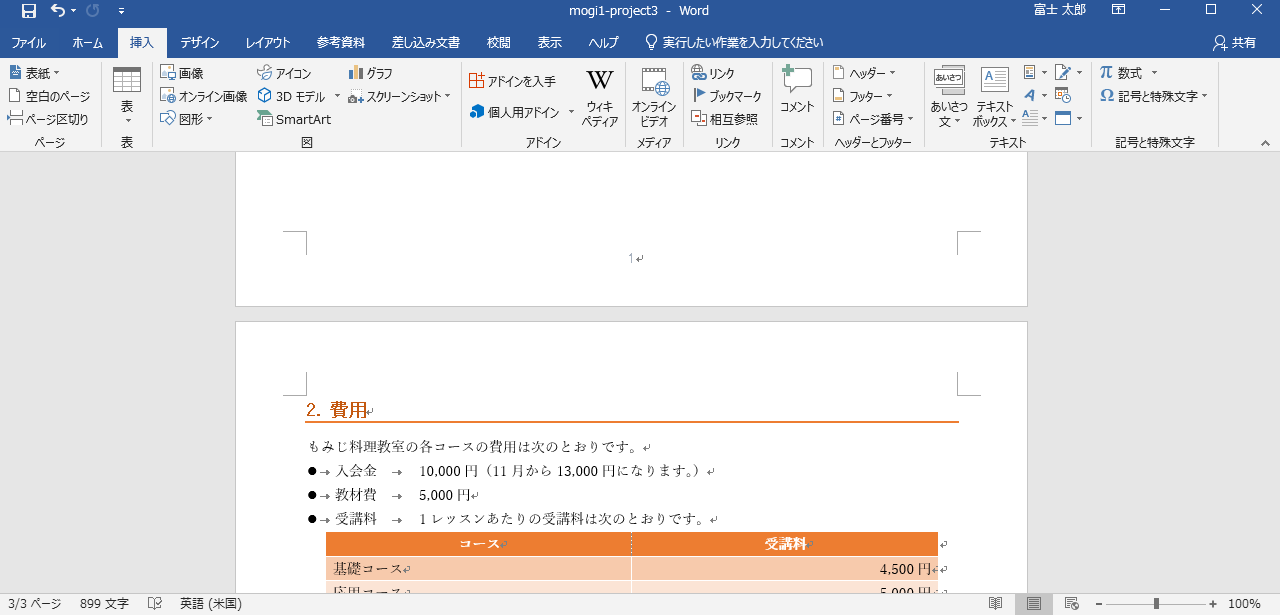 mogi1-project3 - Word
富士 太郎
ファイル ホーム 挿入 デザイン レイアウト 参考資料 差し込み文書 校閲 表示 ヘルプ 実行したい作業を入力してください 共有
表紙
空白のページ
ページ区切り
ページ
表
表
画像
オンライン画像
図形
アイコン
3D モデル
SmartArt
グラフ
スクリーンショット
図
アドインを入手
個人用アドイン
ウィキ
ペディア
アドイン
オンライン
ビデオ
メディア
リンク
ブックマーク
相互参照
リンク
コメント
コメント
ヘッダー
フッター
ページ番号
ヘッダーとフッター
あいさつ
あいさつ
文
A
テキスト
ボックス
テキスト
π 数式
Ω 記号と特殊文字
記号と特殊文字
1
2. 費用
もみじ料理教室の各コースの費用は次のとおりです。
● 入会金 → 10,000 円（11 月から 13,000 円になります。）
● 教材費 → 5,000 円
● 受講料 → 1 レッスンあたりの受講料は次のとおりです。
コース 受講料
基礎コース 4,500 円
応用コース 5,000 円
3/3 ページ 899 文字 英語 (米国) 100%